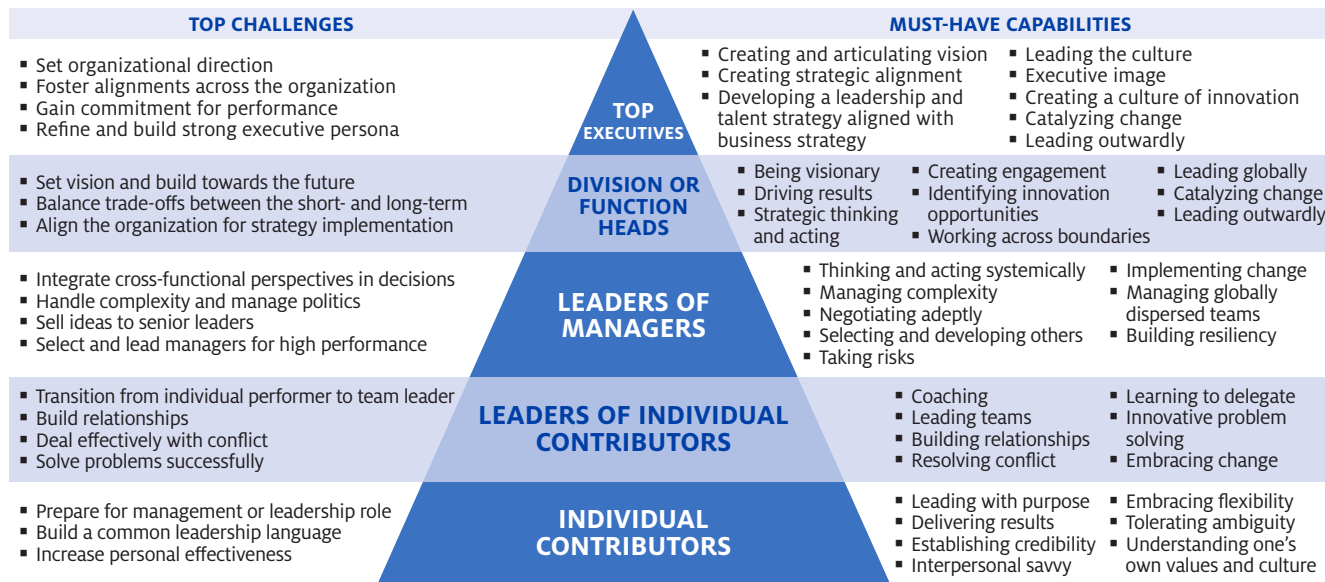 TOP CHALLENGES
MUST-HAVE CAPABILITIES
▪ Set organizational direction
▪ Foster alignments across the organization
▪ Gain commitment for performance
▪ Refine and build strong executive persona
TOP
EXECUTIVES
▪ Creating and articulating vision
▪ Creating strategic alignment
▪ Developing a leadership and
talent strategy aligned with
business strategy
▪ Leading the culture
▪ Executive image
▪ Creating a culture of innovation
▪ Catalyzing change
▪ Leading outwardly
▪ Set vision and build towards the future
▪ Balance trade-offs between the short- and long-term
▪ Align the organization for strategy implementation
DIVISION OR
FUNCTION
HEADS
▪ Being visionary
▪ Driving results
▪ Strategic thinking
and acting
▪ Creating engagement
▪ Identifying innovation
opportunities
▪ Working across boundaries
▪ Leading globally
▪ Catalyzing change
▪ Leading outwardly
▪ Integrate cross-functional perspectives in decisions
▪ Handle complexity and manage politics
▪ Sell ideas to senior leaders
▪ Select and lead managers for high performance
LEADERS OF
MANAGERS
▪ Thinking and acting systemically
▪ Managing complexity
▪ Negotiating adeptly
▪ Selecting and developing others
▪ Taking risks
▪ Implementing change
▪ Managing globally
dispersed teams
▪ Building resiliency
▪ Transition from individual performer to team leader
▪ Build relationships
▪ Deal effectively with conflict
▪ Solve problems successfully
LEADERS OF INDIVIDUAL
CONTRIBUTORS
▪ Coaching
▪ Leading teams
▪ Building relationships
▪ Resolving conflict
▪ Learning to delegate
▪ Innovative problem
solving
▪ Embracing change
▪ Prepare for management or leadership role
▪ Build a common leadership language
▪ Increase personal effectiveness
INDIVIDUAL
CONTRIBUTORS
▪ Leading with purpose
▪ Delivering results
▪ Establishing credibility
▪ Interpersonal savvy
▪ Embracing flexibility
▪ Tolerating ambiguity
▪ Understanding one's
own values and culture